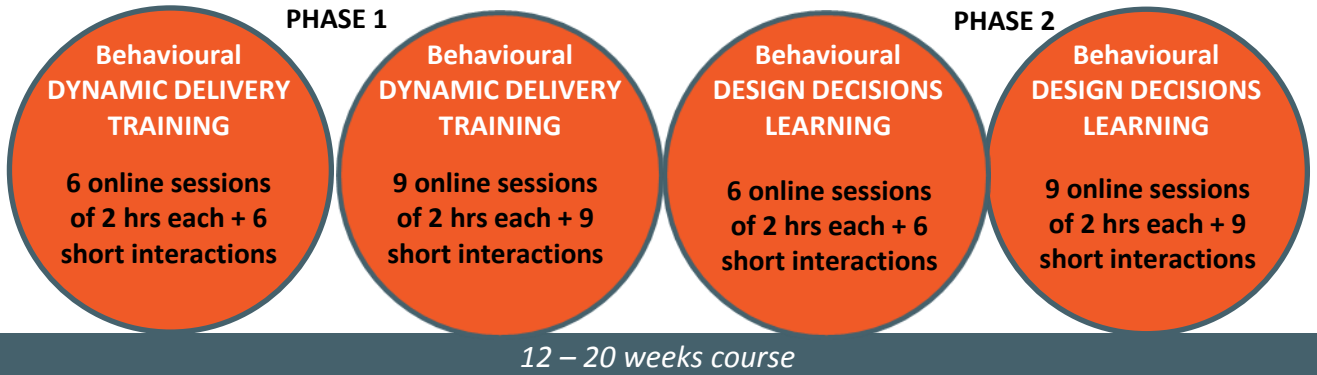 PHASE 1
Behavioural
DYNAMIC DELIVERY
TRAINING
6 online sessions
of 2 hrs each + 6
short interactions
Behavioural
DYNAMIC DELIVERY
TRAINING
9 online sessions
of 2 hrs each + 9
short interactions
PHASE 2
Behavioural
DESIGN DECISIONS
LEARNING
6 online sessions
of 2 hrs each + 6
short interactions
Behavioural
DESIGN DECISIONS
LEARNING
9 online sessions
of 2 hrs each + 9
short interactions
12 – 20 weeks course